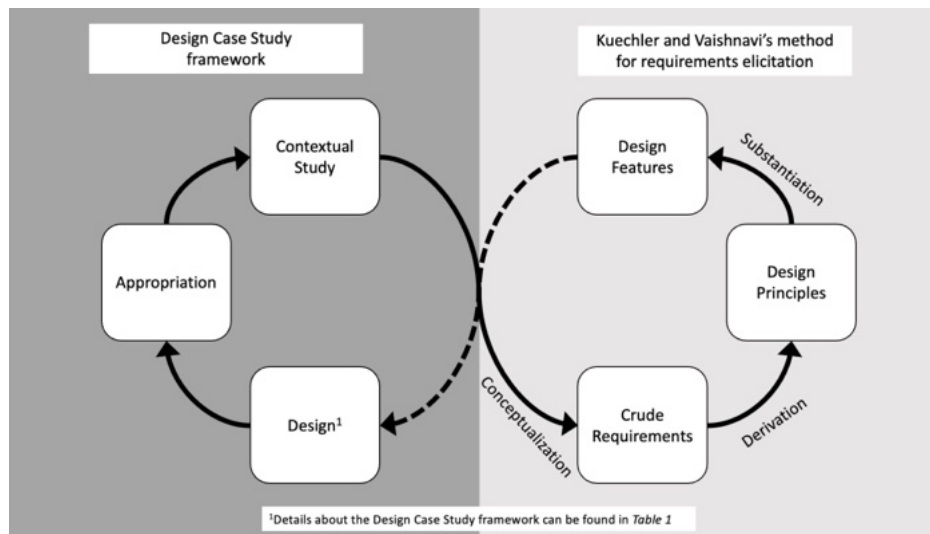 Design Case Study
framework
Kuechler and Vaishnavi's method
for requirements elicitation
Contextual
Study
Design
Features
Substantiation
Appropriation
Design
Principles
Design¹
Conceptualization
Crude
Requirements
Derivation
¹Details about the Design Case Study framework can be found in Table 1